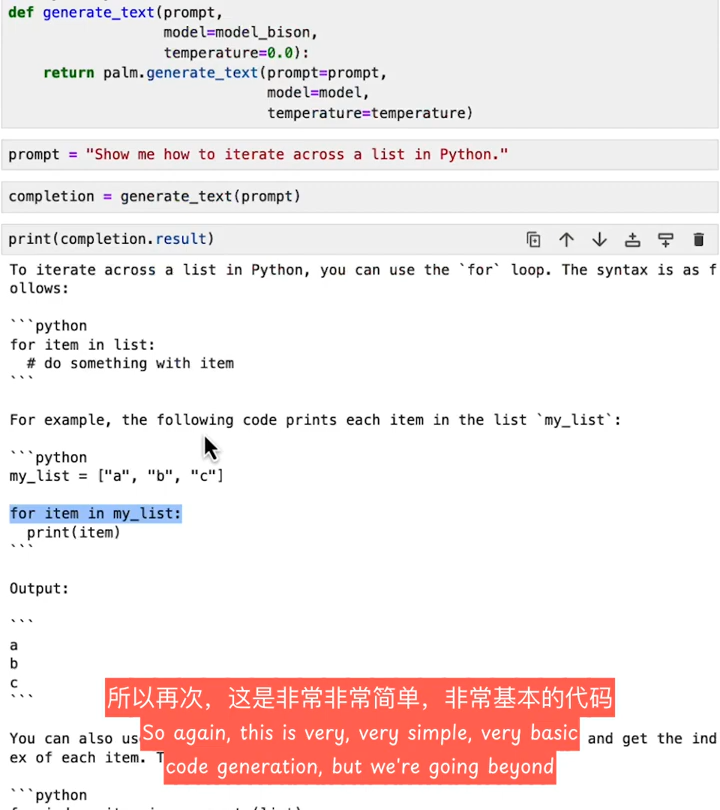 def generate_text(prompt,
                  model=model_bison,
                  temperature=0.0):
    return palm.generate_text(prompt=prompt,
                              model=model,
                              temperature=temperature)
prompt = "Show me how to iterate across a list in Python."
completion = generate_text(prompt)
print(completion.result)
To iterate across a list in Python, you can use the `for` loop. The syntax is as f
ollows:
```python
for item in list:
  # do something with item
```
For example, the following code prints each item in the list `my_list`:
```python
my_list = ["a", "b", "c"]
for item in my_list:
  print(item)
```
Output:
```
a
b
c
```
所以再次，这是非常非常简单，非常基本的代码
So again, this is very, very simple, very basic
code generation, but we're going beyond
You can also us and get the ind
ex of each item.
```python